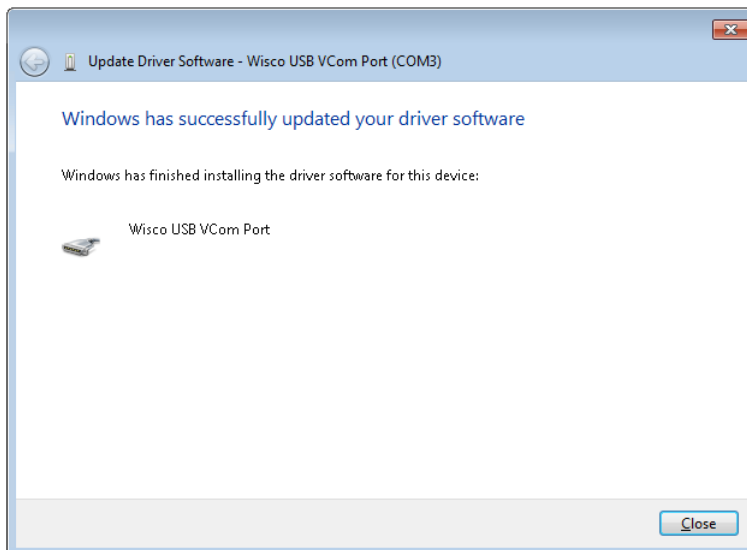 Update Driver Software - Wisco USB VCom Port (COM3)
Windows has successfully updated your driver software
Windows has finished installing the driver software for this device:
Wisco USB VCom Port
Close